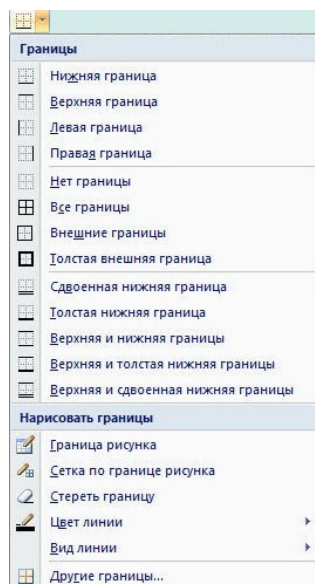 Границы
Нижняя граница
Верхняя граница
Левая граница
Правая граница
Нет границы
Все границы
Внешние границы
Толстая внешняя граница
Сдвоенная нижняя граница
Толстая нижняя граница
Верхняя и нижняя границы
Верхняя и толстая нижняя границы
Верхняя и сдвоенная нижняя границы
Нарисовать границы
Граница рисунка
Сетка по границе рисунка
Стереть границу
Цвет линии
Вид линии
Другие границы...